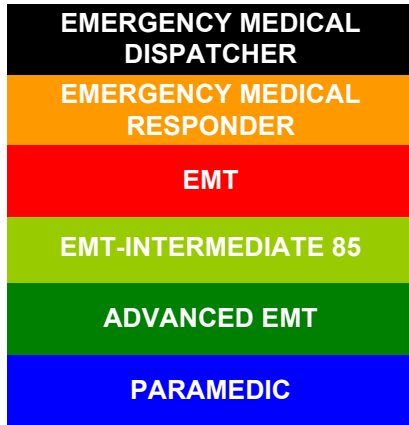 EMERGENCY MEDICAL
DISPATCHER
EMERGENCY MEDICAL
RESPONDER
EMT
EMT-INTERMEDIATE 85
ADVANCED EMT
PARAMEDIC